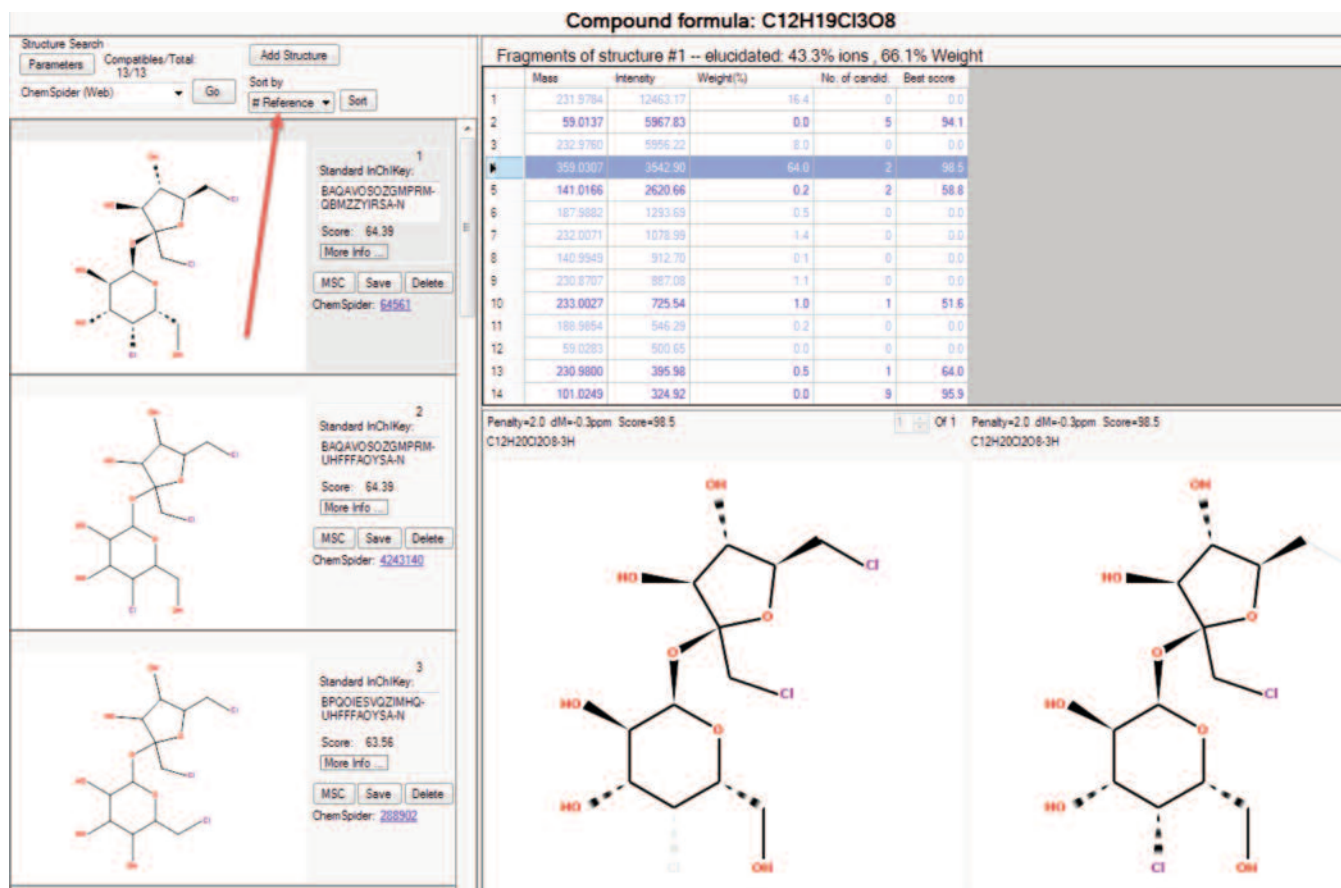 Compound formula: C12H19Cl3O8
Structure Search
Parameters
Compatibles/Total:
13/13
Add Structure
ChemSpider (Web)
Go
Sort by
# Reference
Sort
1
Standard InChIKey:
BAQAVOSOZGMPRM-
QBMZZYIRSA-N
Score: 64.39
More Info ...
MSC Save Delete
ChemSpider: 64561
2
Standard InChIKey:
BAQAVOSOZGMPRM-
UHFFFAOYSA-N
Score: 64.39
More Info ...
MSC Save Delete
ChemSpider: 4243140
3
Standard InChIKey:
BPQOIESVQZIMHQ-
UHFFFAOYSA-N
Score: 63.56
More Info ...
MSC Save Delete
ChemSpider: 288902
Fragments of structure #1 -- elucidated: 43.3% ions , 66.1% Weight
Mass Intensity Weight(%) No. of candid. Best score
1 231.9784 12463.17 16.4 0 0.0
2 59.0137 5967.83 0.0 5 94.1
3 232.9760 5956.22 8.0 0 0.0
359.0307 3542.90 64.0 2 98.5
5 141.0166 2620.66 0.2 2 58.8
6 187.9882 1293.69 0.5 0 0.0
7 232.0071 1078.99 1.4 0 0.0
8 140.9949 912.70 0.1 0 0.0
9 230.8707 887.08 1.1 0 0.0
10 233.0027 725.54 1.0 1 51.6
11 188.9854 546.29 0.2 0 0.0
12 59.0283 500.65 0.0 0 0.0
13 230.9800 395.98 0.5 1 64.0
14 101.0249 324.92 0.0 9 95.9
Penalty=2.0 dM=-0.3ppm Score=98.5
C12H20Cl2O8-3H
1 Of 1
Penalty=2.0 dM=-0.3ppm Score=98.5
C12H20Cl2O8-3H
OH
HO
Cl
O
O
Cl
HO
O
HO
Cl
OH
OH
HO
O
O
Cl
HO
O
HO
Cl
OH